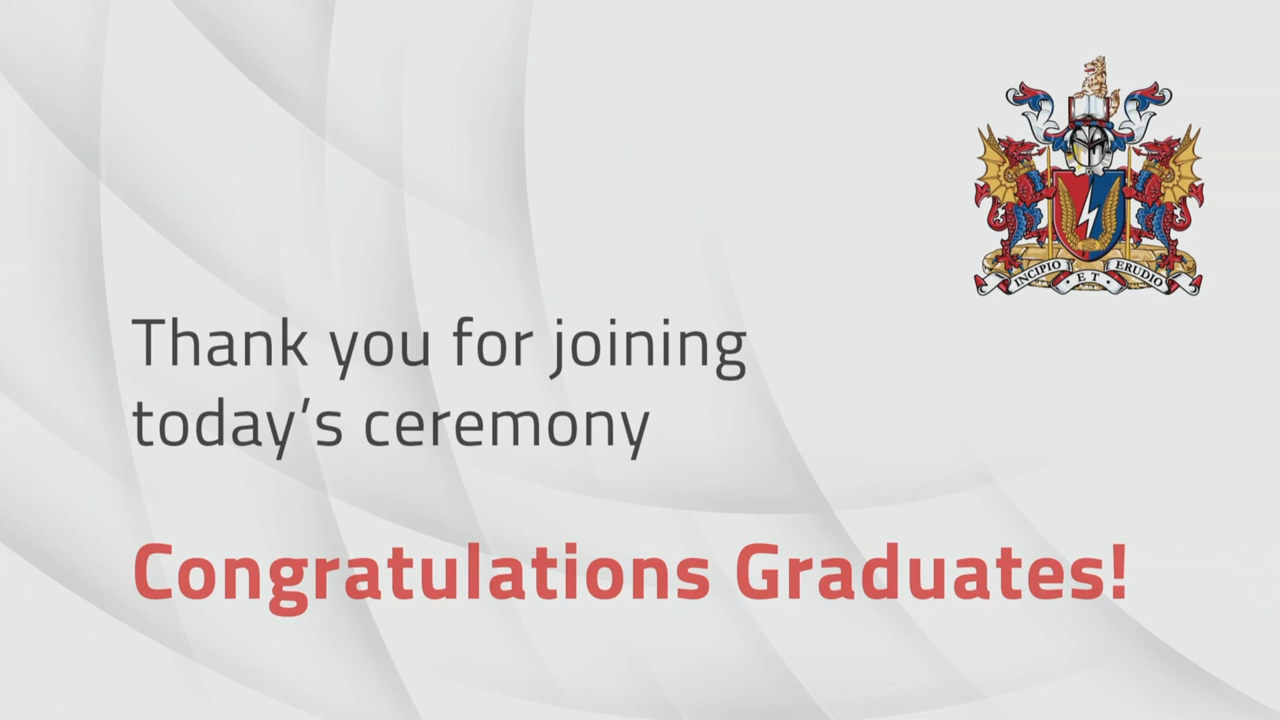 INCIPIO · ET · ERUDIO
Thank you for joining
today’s ceremony
Congratulations Graduates!